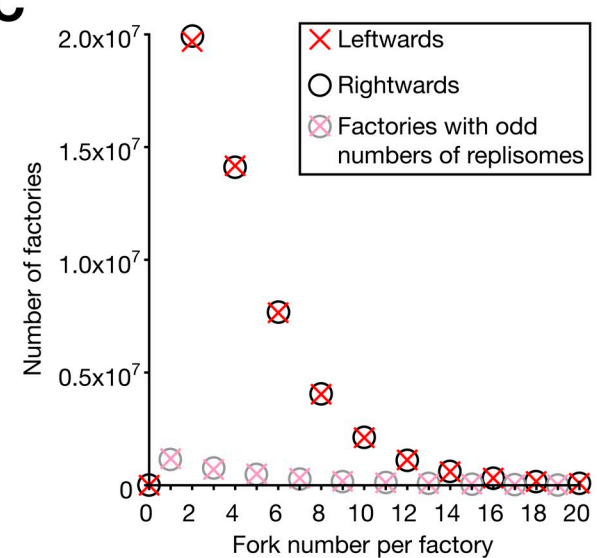 2.0x10⁷
1.5x10⁷
1.0x10⁷
0.5x10⁷
0
Number of factories
Leftwards
Rightwards
Factories with odd
numbers of replisomes
0 2 4 6 8 10 12 14 16 18 20
Fork number per factory